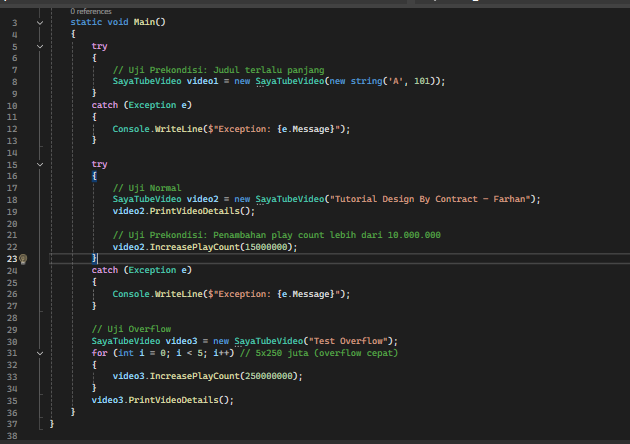 0 references
3 static void Main()
4 {
5 try
6 {
7 // Uji Prekondisi: Judul terlalu panjang
8 SayaTubeVideo video1 = new SayaTubeVideo(new string('A', 101));
9 }
10 catch (Exception e)
11 {
12 Console.WriteLine($"Exception: {e.Message}");
13 }
14
15 try
16 {
17 // Uji Normal
18 SayaTubeVideo video2 = new SayaTubeVideo("Tutorial Design By Contract – Farhan");
19 video2.PrintVideoDetails();
20
21 // Uji Prekondisi: Penambahan play count lebih dari 10.000.000
22 video2.IncreasePlayCount(15000000);
23 }
24 catch (Exception e)
25 {
26 Console.WriteLine($"Exception: {e.Message}");
27 }
28
29 // Uji Overflow
30 SayaTubeVideo video3 = new SayaTubeVideo("Test Overflow");
31 for (int i = 0; i < 5; i++) // 5x250 juta (overflow cepat)
32 {
33 video3.IncreasePlayCount(250000000);
34 }
35 video3.PrintVideoDetails();
36 }
37 }
38